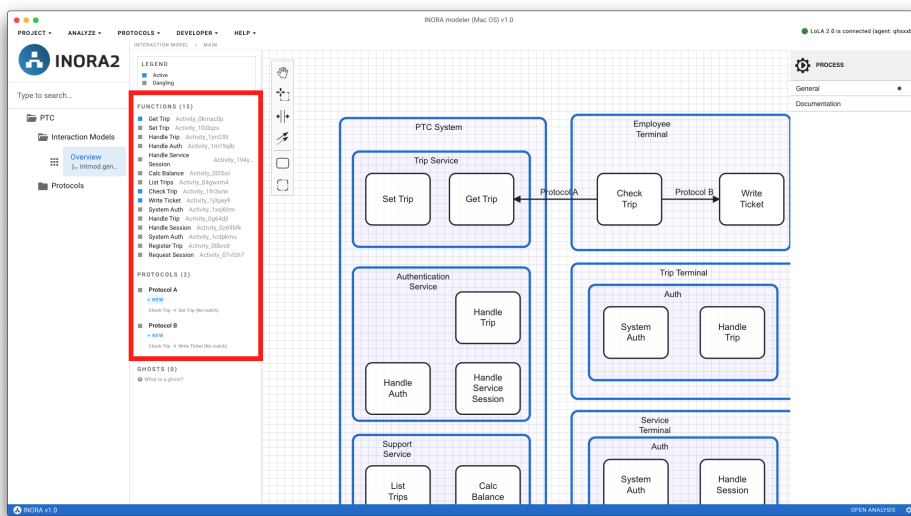 INORA modeler (Mac OS) v1.0
PROJECT ANALYZE PROTOCOLS DEVELOPER HELP
LoLA 2.0 is connected (agent:
INORA2
Type to search...
PTC
Interaction Models
Overview
intmod.gen...
Protocols
INTERACTION MODEL > MAIN
LEGEND
Active
Dangling
FUNCTIONS (15)
Get Trip Activity_0kmac0p
Set Trip
Handle Trip
Handle Auth Activity_1m19qlb
Handle Service
Session Activity_194y...
Calc Balance
List Trips Activity_04gwxm4
Check Trip
Write Ticket Activity_1j3pey9
System Auth Activity_1xoj6hm
Handle Trip Activity_0g64djl
Handle Session Activity_0z69bfk
System Auth Activity_1cdpkmu
Register Trip Activity_00brclr
Request Session Activity_07vfzh7
PROTOCOLS (2)
Protocol A
+ NEW
Check Trip → Get Trip (No match)
Protocol B
+ NEW
Check Trip → Write Ticket (No match)
GHOSTS (0)
What is a ghost?
PTC System
Trip Service
Set Trip
Get Trip
Protocol A
Employee
Terminal
Check
Trip
Protocol B
Write
Ticket
Authentication
Service
Handle
Trip
Handle
Auth
Handle
Service
Session
Trip Terminal
Auth
System
Auth
Handle
Trip
Support
Service
List
Trips
Calc
Balance
Service
Terminal
Auth
System
Auth
Handle
Session
PROCESS
General
Documentation
INORA v1.0
OPEN ANALYSIS